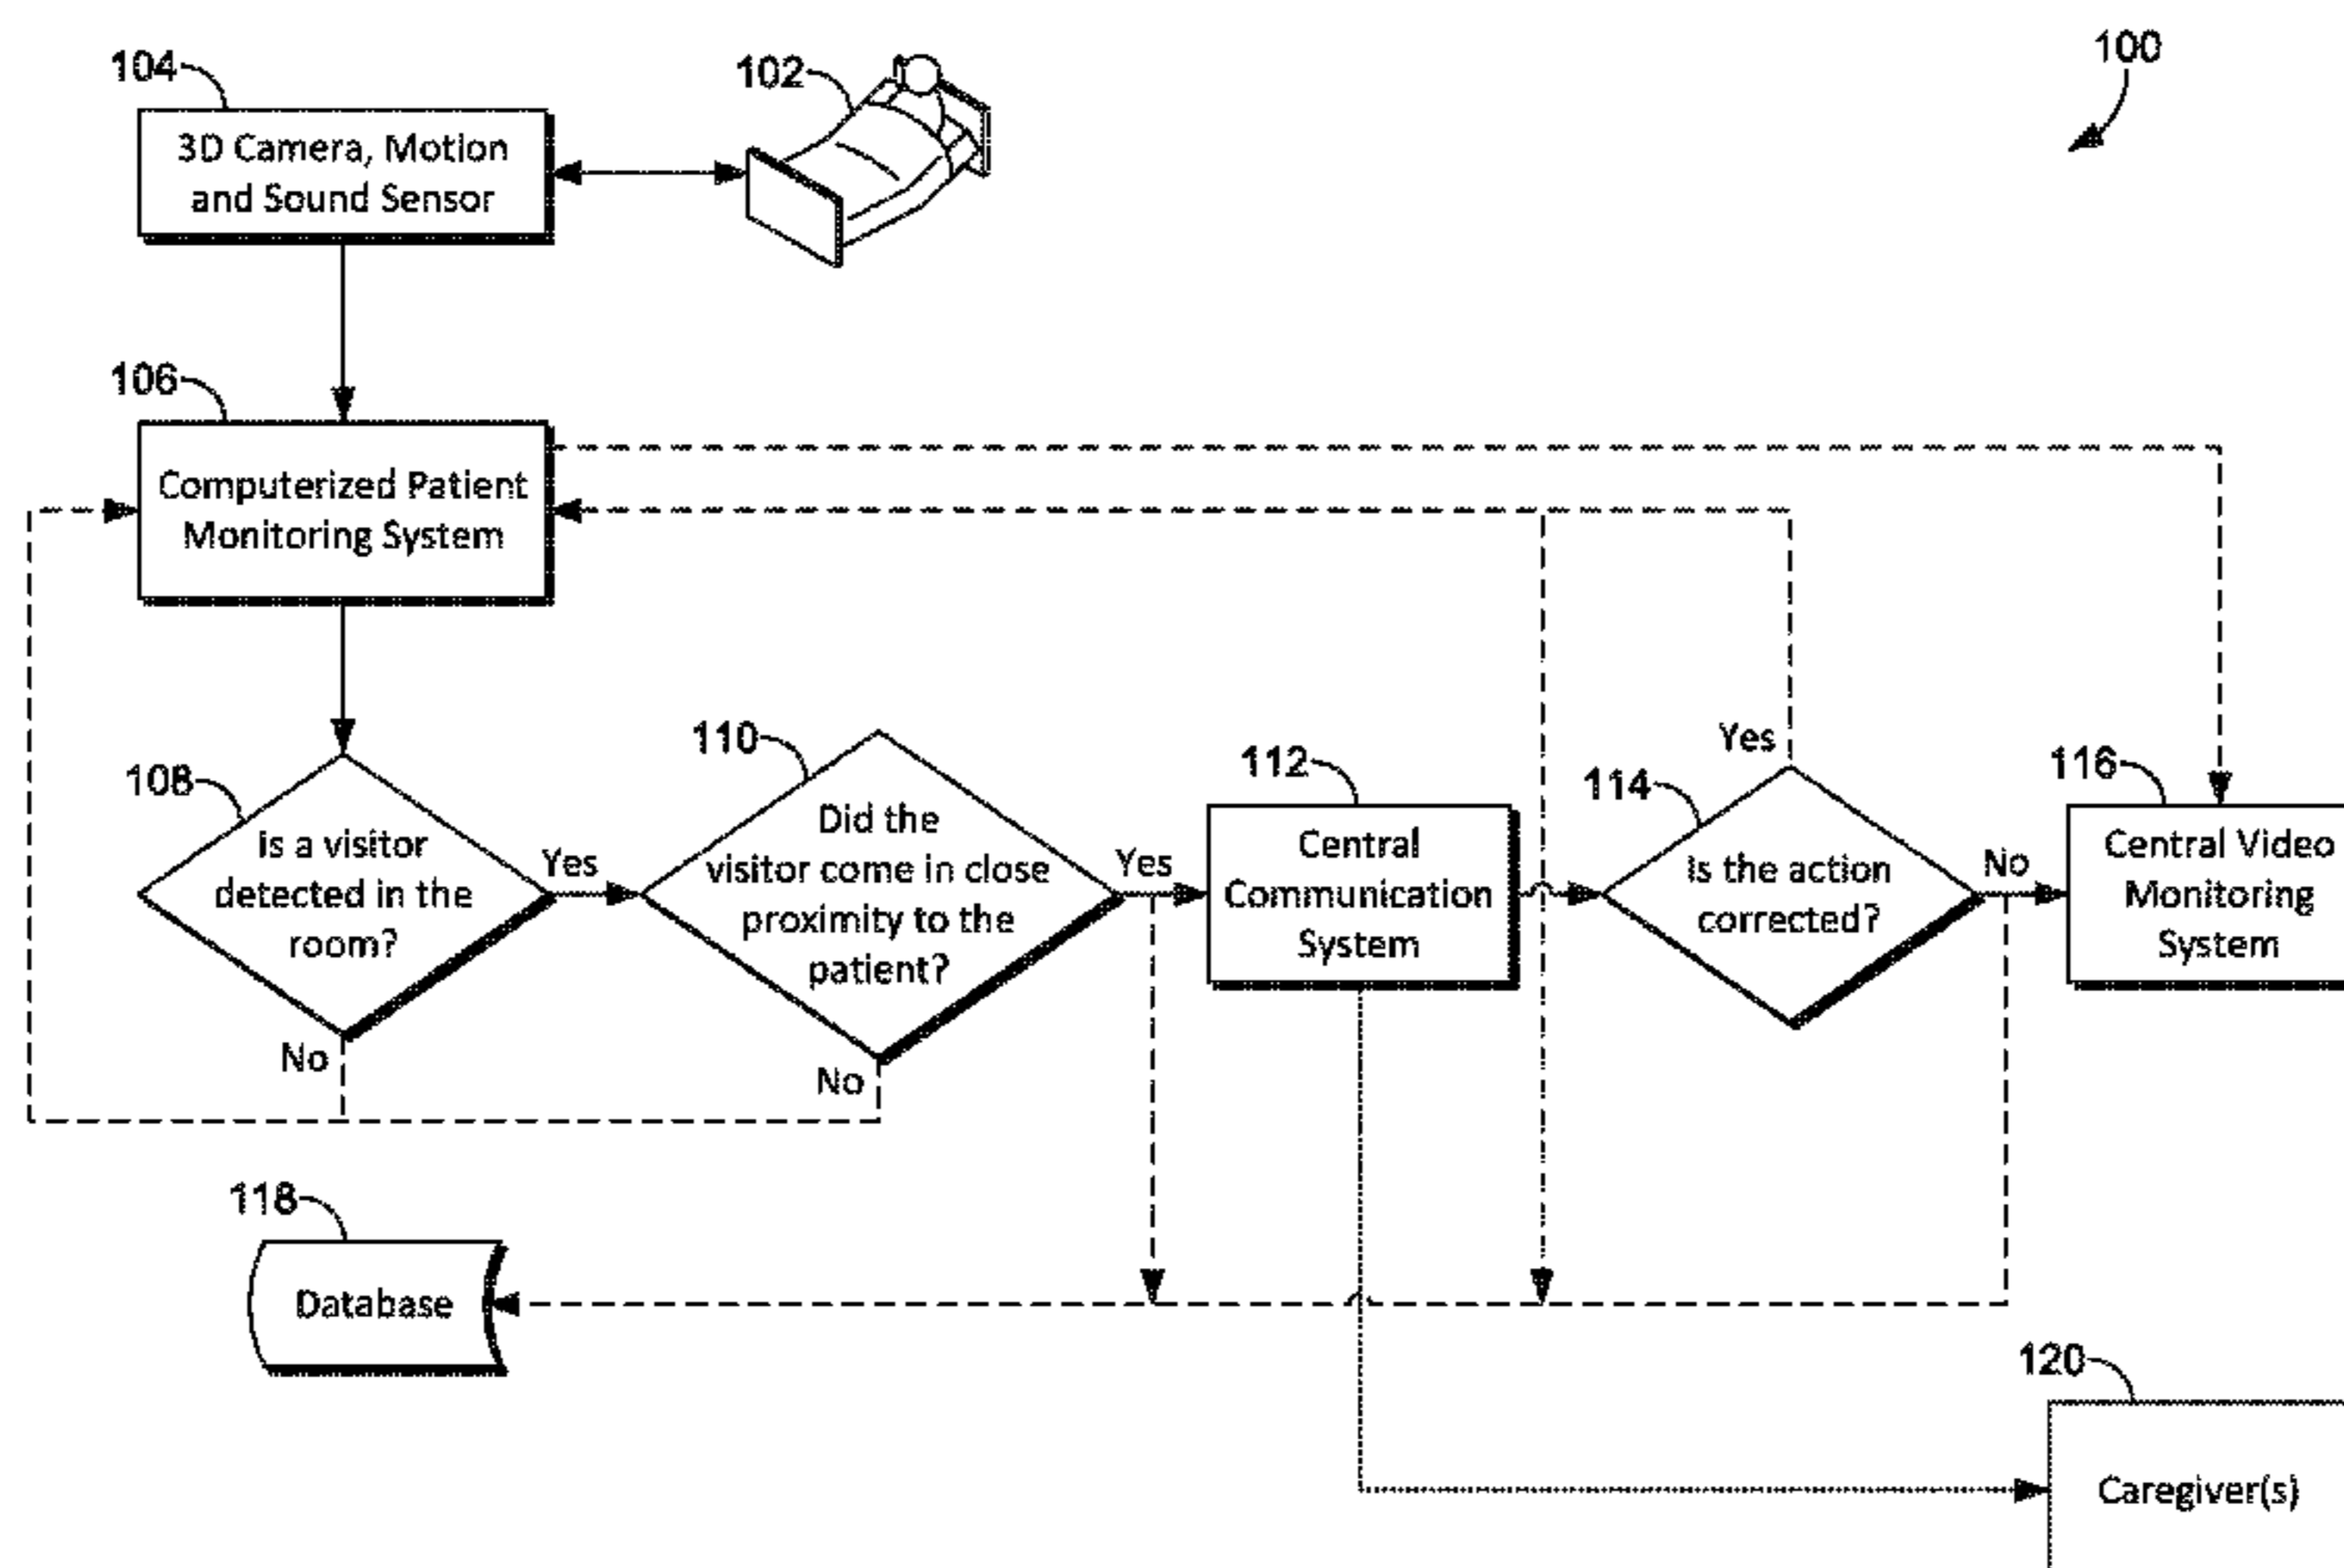 100
104
102
3D Camera, Motion
and Sound Sensor
106
Computerized Patient
Monitoring System
108
is a visitor
detected in the
room?
Yes
No
110
Did the
visitor come in close
proximity to the
patient?
Yes
No
112
Central
Communication
System
114
Yes
Is the action
corrected?
No
116
Central Video
Monitoring
System
118
Database
120
Caregiver(s)